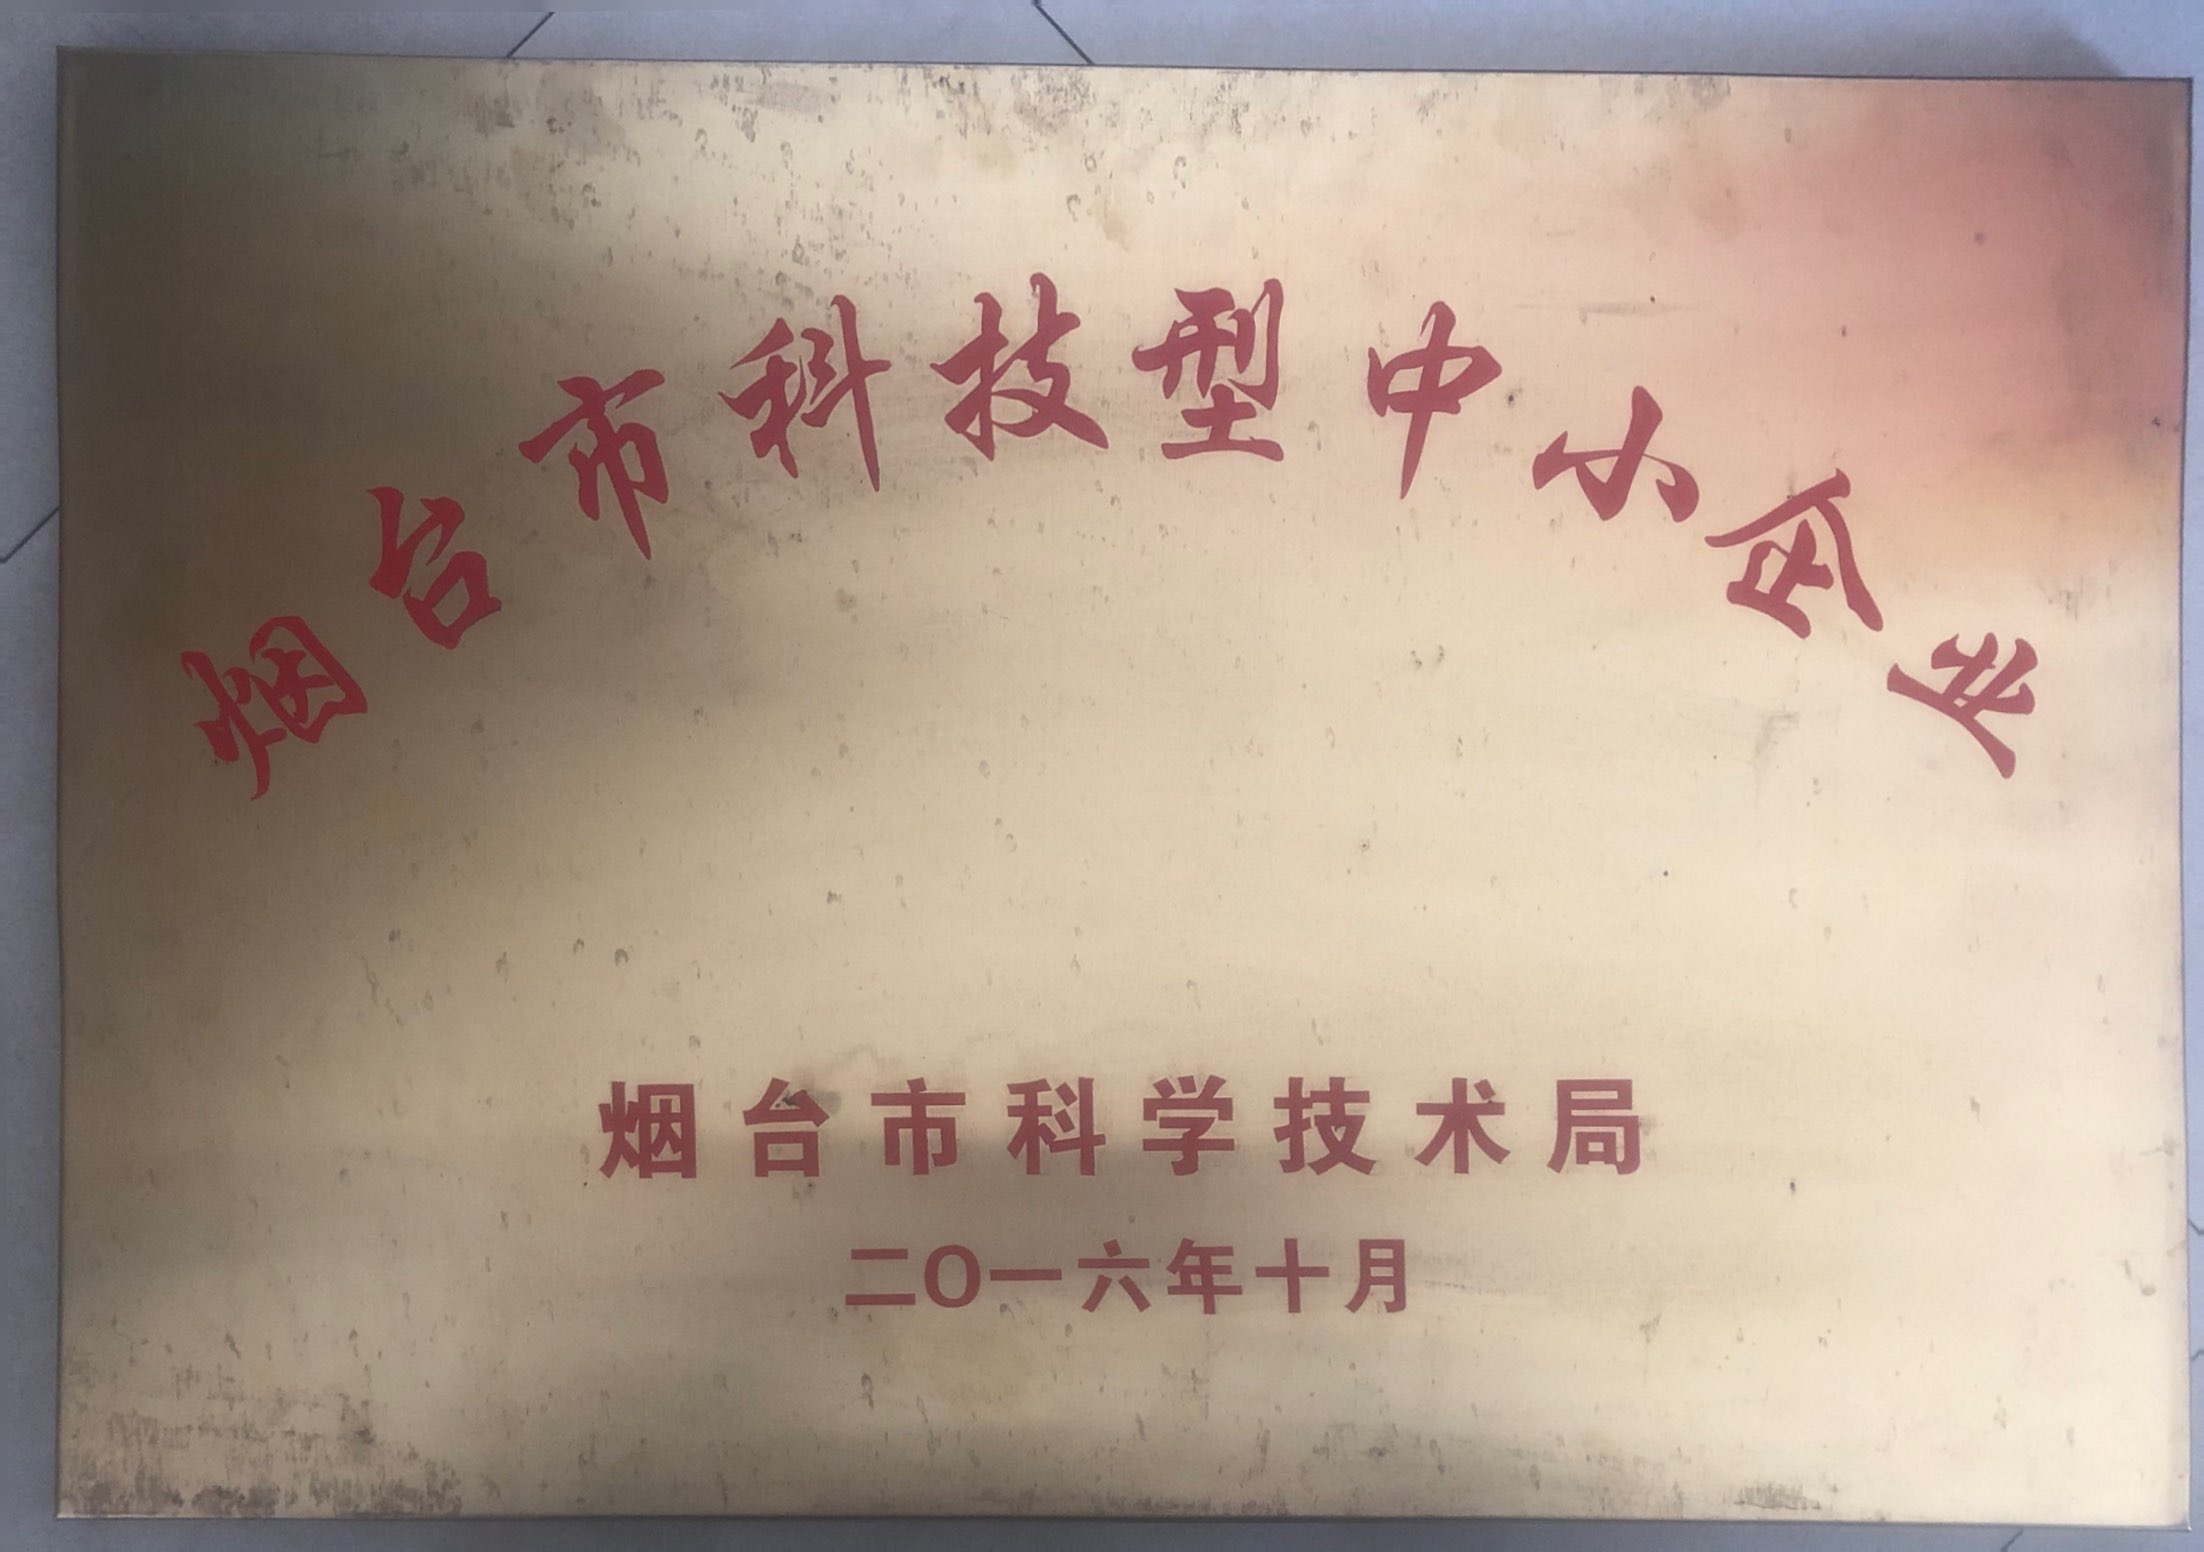 烟台市科技型中小企业
烟台市科学技术局
二〇一六年十月